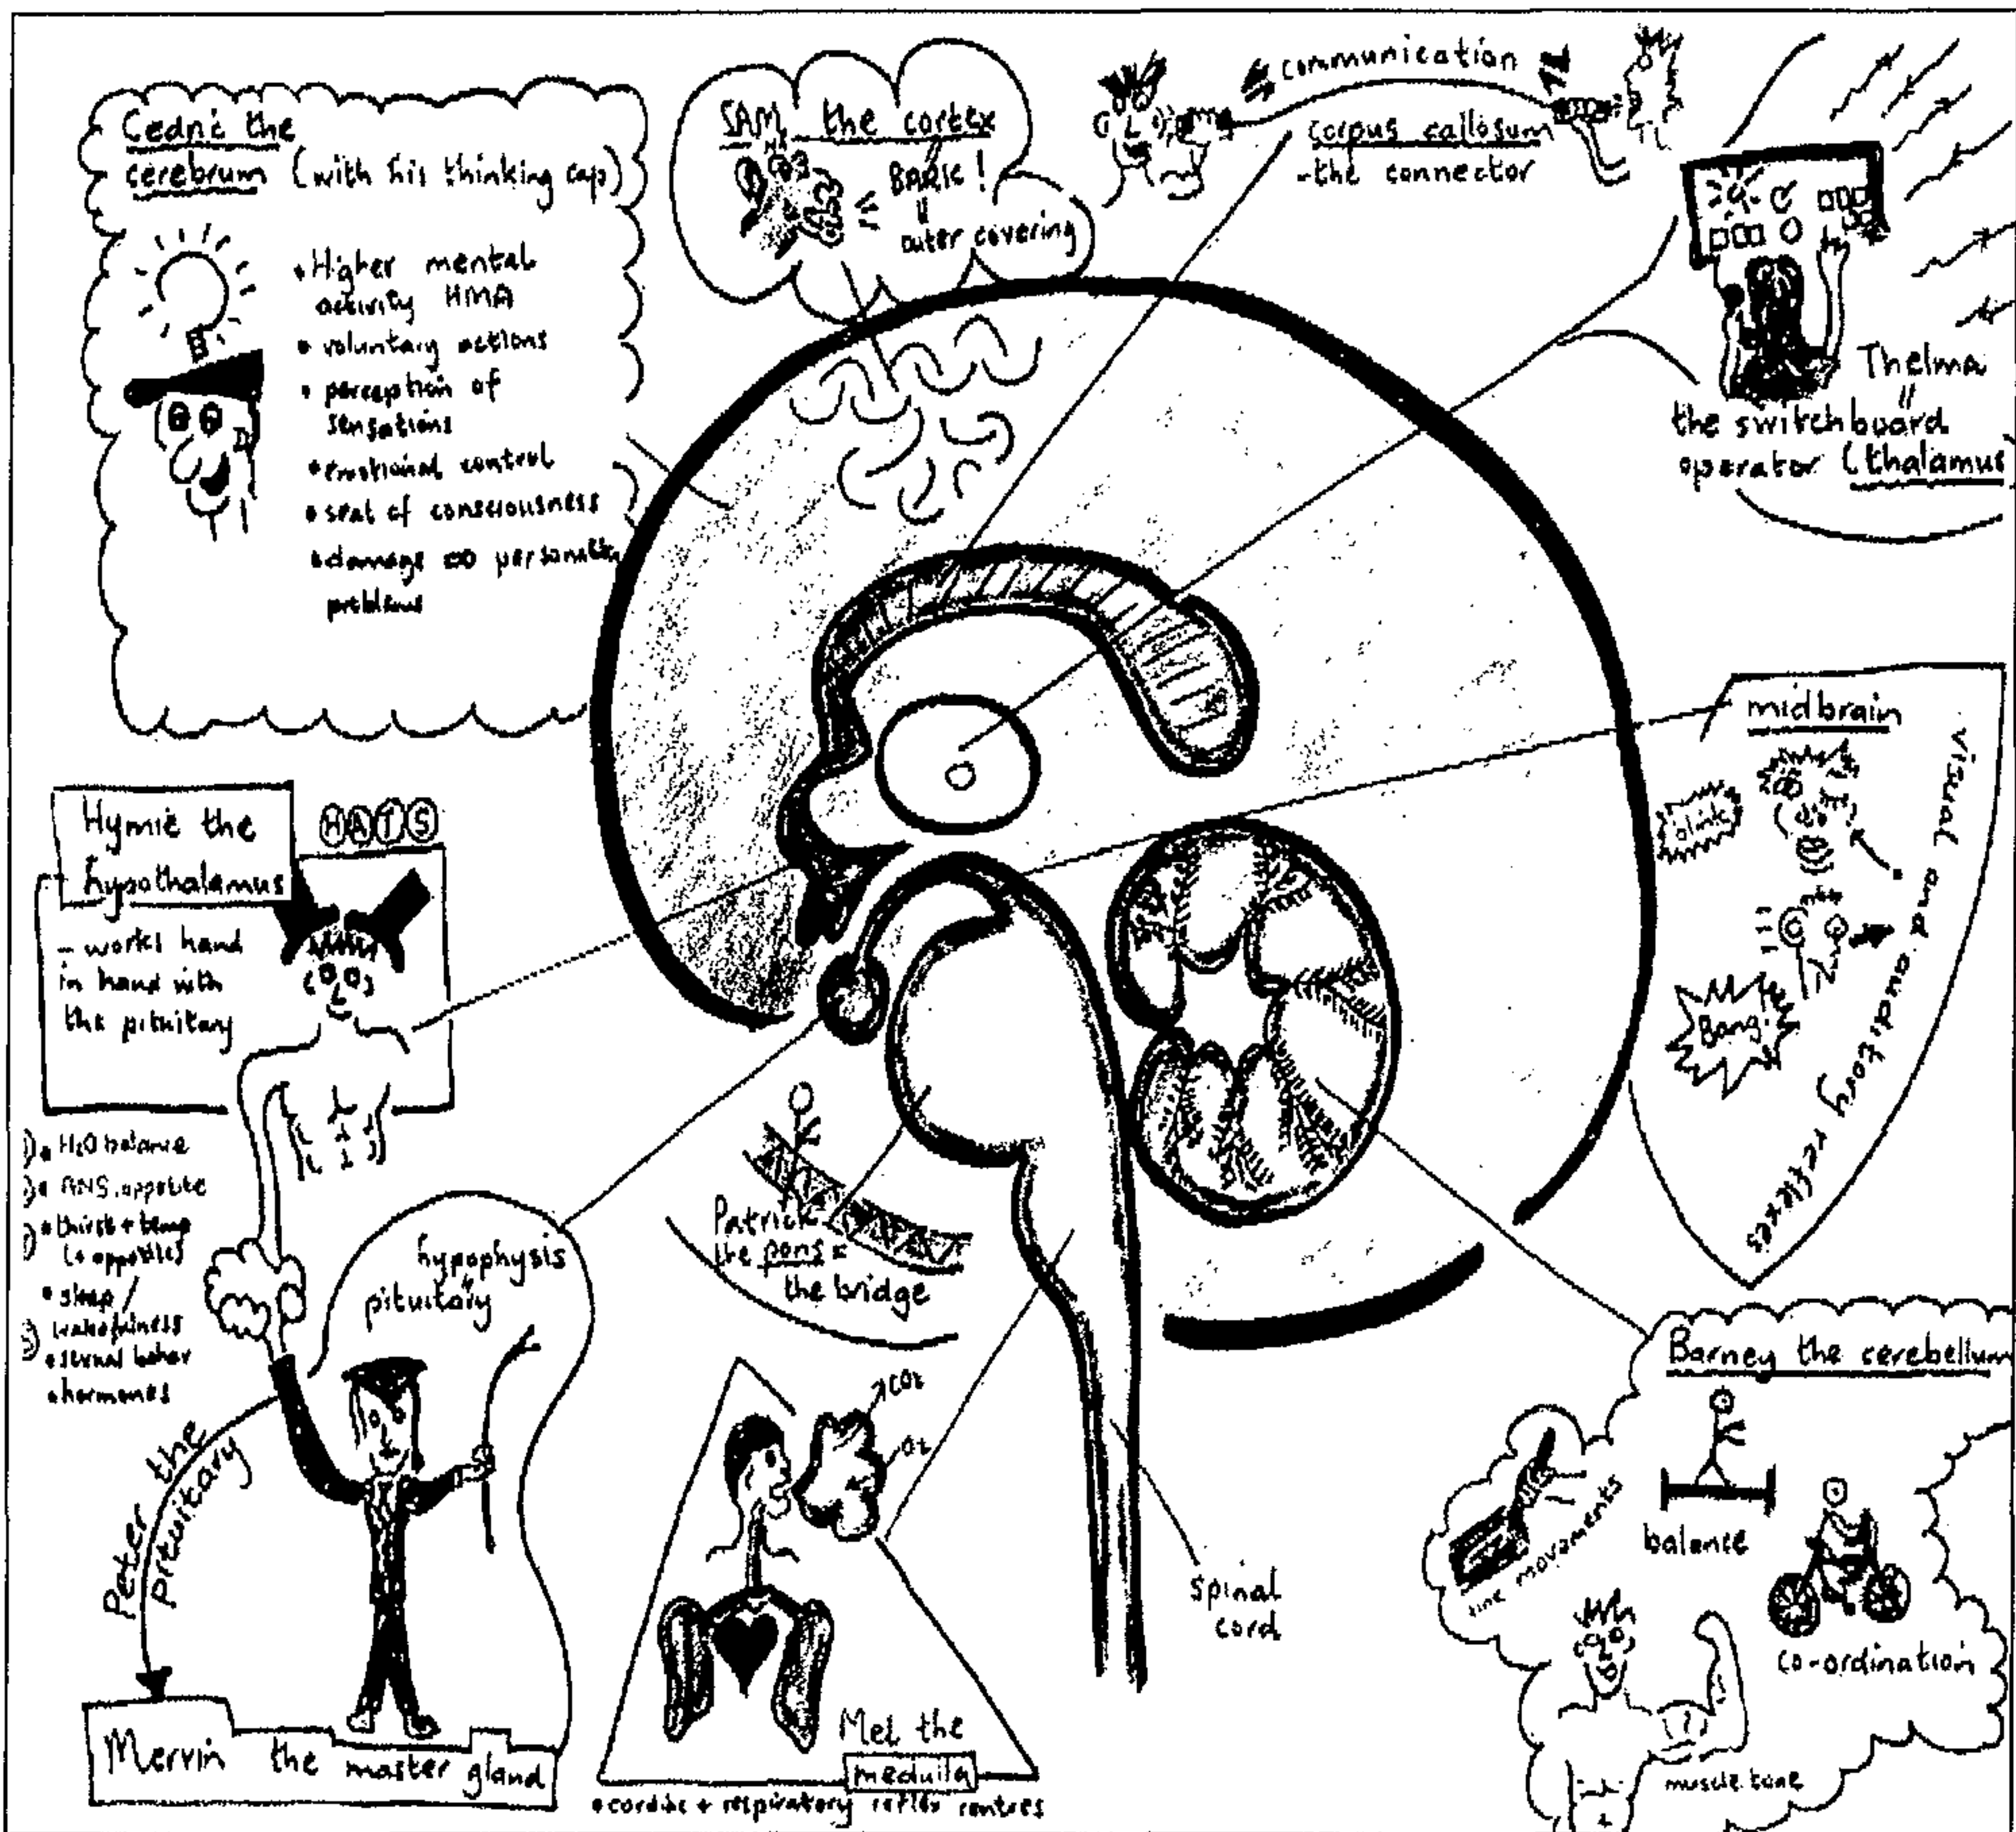 Cedric the
cerebrum (with his thinking cap)
• Higher mental
activity HMA
• voluntary actions
• perception of
sensations
• emotional control
• seat of consciousness
• damage ∞ personality
problems
SAM the cortex
BARK!
=
outer covering
communication
corpus callosum
-the connector
Thelma
=
the switchboard
operator (thalamus
midbrain
blink
Bang!
visual and auditory reflexes
Hymie the
hypothalamus
HATS
- works hand
in hand with
the pituitary
• H2O balance
• ANS, appetite
• thirst + temp
(+ opposites)
• sleep/
wakefulness
• sexual behav
• hormones
hypophysis
=
pituitary
Peter the
pituitary
Mervin the master gland
Patrick
the pons =
the bridge
CO2
O2
Mel the
medulla
• cardiac + respiratory reflex centres
spinal
cord
Barney the cerebellum
fine movements
balance
co-ordination
muscle tone